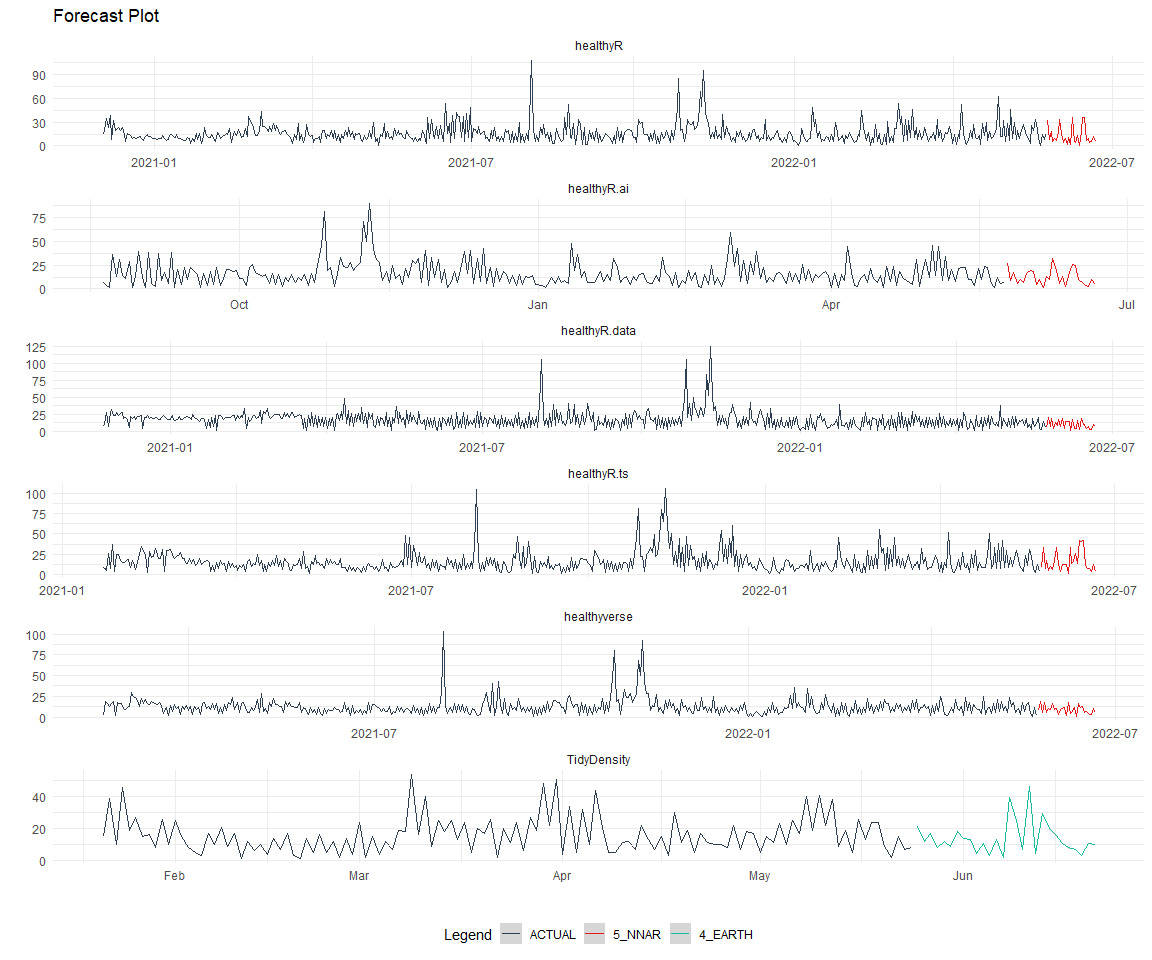 Forecast Plot
healthyR
90
60
30
0
2021-01 2021-07 2022-01 2022-07
healthyR.ai
75
50
25
0
Oct Jan Apr Jul
healthyR.data
125
100
75
50
25
0
2021-01 2021-07 2022-01 2022-07
healthyR.ts
100
75
50
25
0
2021-01 2021-07 2022-01 2022-07
healthyverse
100
75
50
25
0
2021-07 2022-01 2022-07
TidyDensity
40
20
0
Feb Mar Apr May Jun
Legend ACTUAL 5_NNAR 4_EARTH